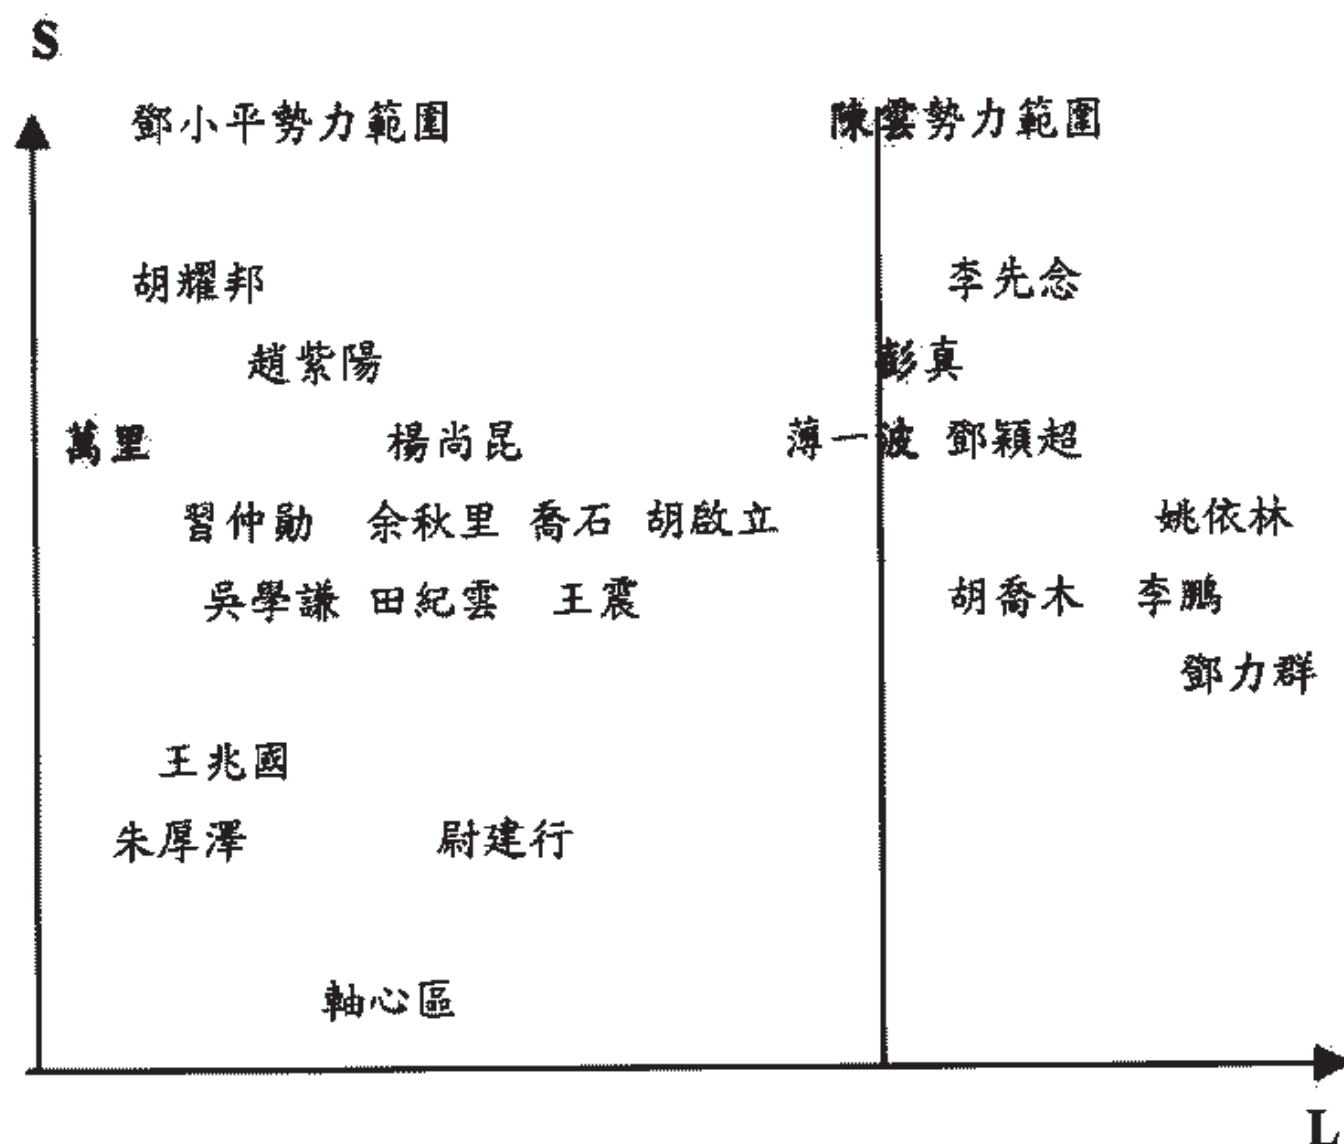 S
鄧小平勢力範圍 陳雲勢力範圍
胡耀邦 李先念
趙紫陽 彭真
萬里 楊尚昆 薄一波 鄧穎超
習仲勛 余秋里 喬石 胡啟立 姚依林
吳學謙 田紀雲 王震 胡喬木 李鵬
鄧力群
王兆國
朱厚澤 尉建行
軸心區
L